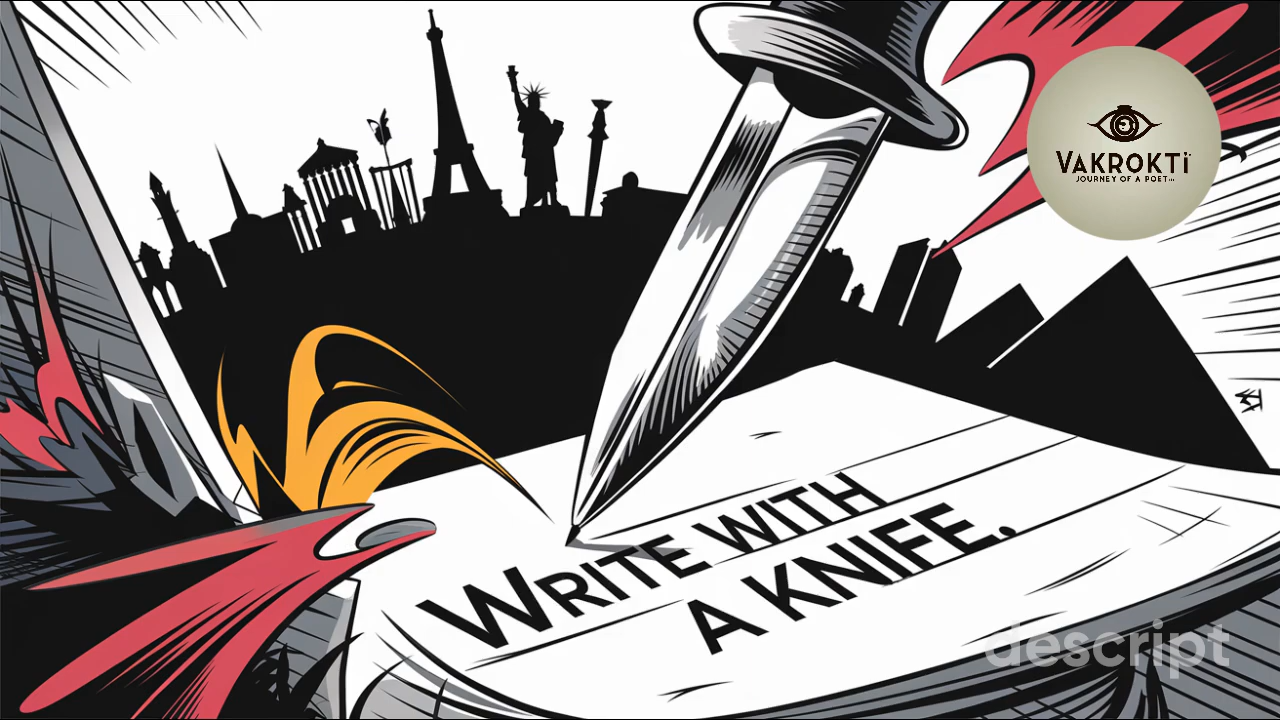 VAKROKTI
JOURNEY OF A POET...
WRITE WITH
A KNIFE.
descript